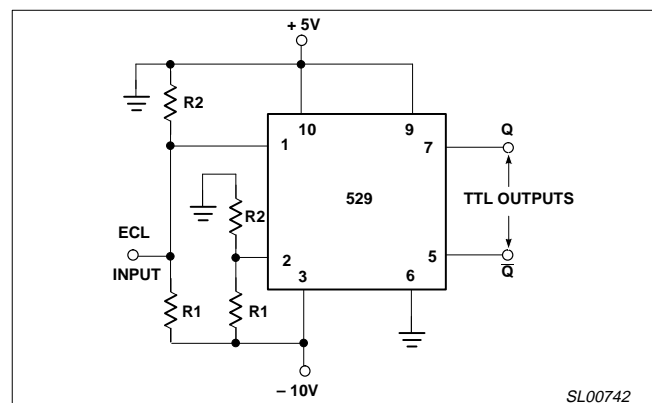 + 5V
R2
10
9
1
7
Q
529
TTL OUTPUTS
R2
ECL
INPUT
2
5
Q̅
3
6
R1
R1
– 10V
SL00742